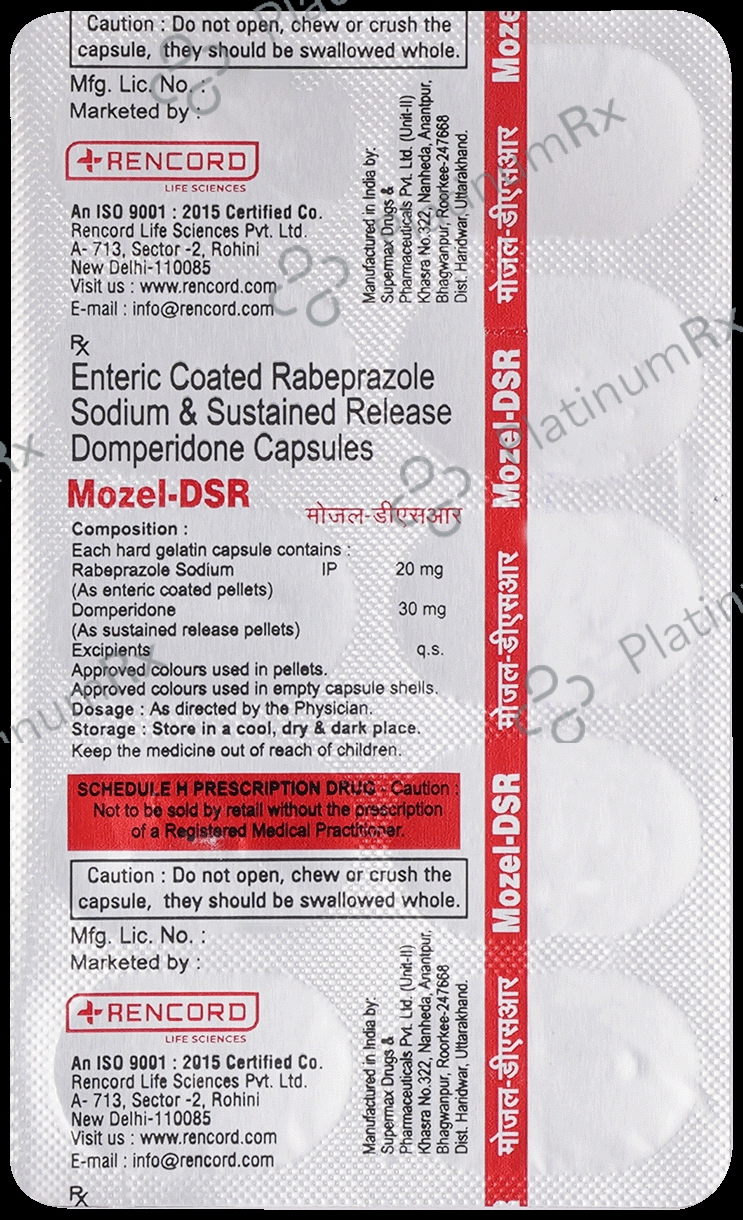 Caution : Do not open, chew or crush the
capsule, they should be swallowed whole.
Mfg. Lic. No. :
Marketed by :
RENCORD
LIFE SCIENCES
An ISO 9001 : 2015 Certified Co.
Rencord Life Sciences Pvt. Ltd.
A- 713, Sector -2, Rohini
New Delhi-110085
Visit us : www.rencord.com
E-mail : info@rencord.com
Manufactured in India by:
Supermax Drugs &
Pharmaceuticals Pvt. Ltd. (Unit-II)
Khasra No.322, Nanheda, Anantpur,
Bhagwanpur, Roorkee-247668
Dist. Haridwar, Uttarakhand.
Rx
Enteric Coated Rabeprazole
Sodium & Sustained Release
Domperidone Capsules
Mozel-DSR
मोजल-डीएसआर
Composition :
Each hard gelatin capsule contains :
Rabeprazole Sodium IP 20 mg
(As enteric coated pellets)
Domperidone 30 mg
(As sustained release pellets)
Excipients q.s.
Approved colours used in pellets.
Approved colours used in empty capsule shells.
Dosage : As directed by the Physician.
Storage : Store in a cool, dry & dark place.
Keep the medicine out of reach of children.
SCHEDULE H PRESCRIPTION DRUG - Caution :
Not to be sold by retail without the prescription
of a Registered Medical Practitioner.
Caution : Do not open, chew or crush the
capsule, they should be swallowed whole.
Mfg. Lic. No. :
Marketed by :
RENCORD
LIFE SCIENCES
An ISO 9001 : 2015 Certified Co.
Rencord Life Sciences Pvt. Ltd.
A- 713, Sector -2, Rohini
New Delhi-110085
Visit us : www.rencord.com
E-mail : info@rencord.com
Manufactured in India by:
Supermax Drugs &
Pharmaceuticals Pvt. Ltd. (Unit-II)
Khasra No.322, Nanheda, Anantpur,
Bhagwanpur, Roorkee-247668
Dist. Haridwar, Uttarakhand.
Rx
Moze
मोजल-डीएसआर
Mozel-DSR
मोजल-डीएसआर
Mozel-DSR
मोजल-डीएसआर
R
PlatinumRx
PlatinumRx
Rx
Platinu
inumRx